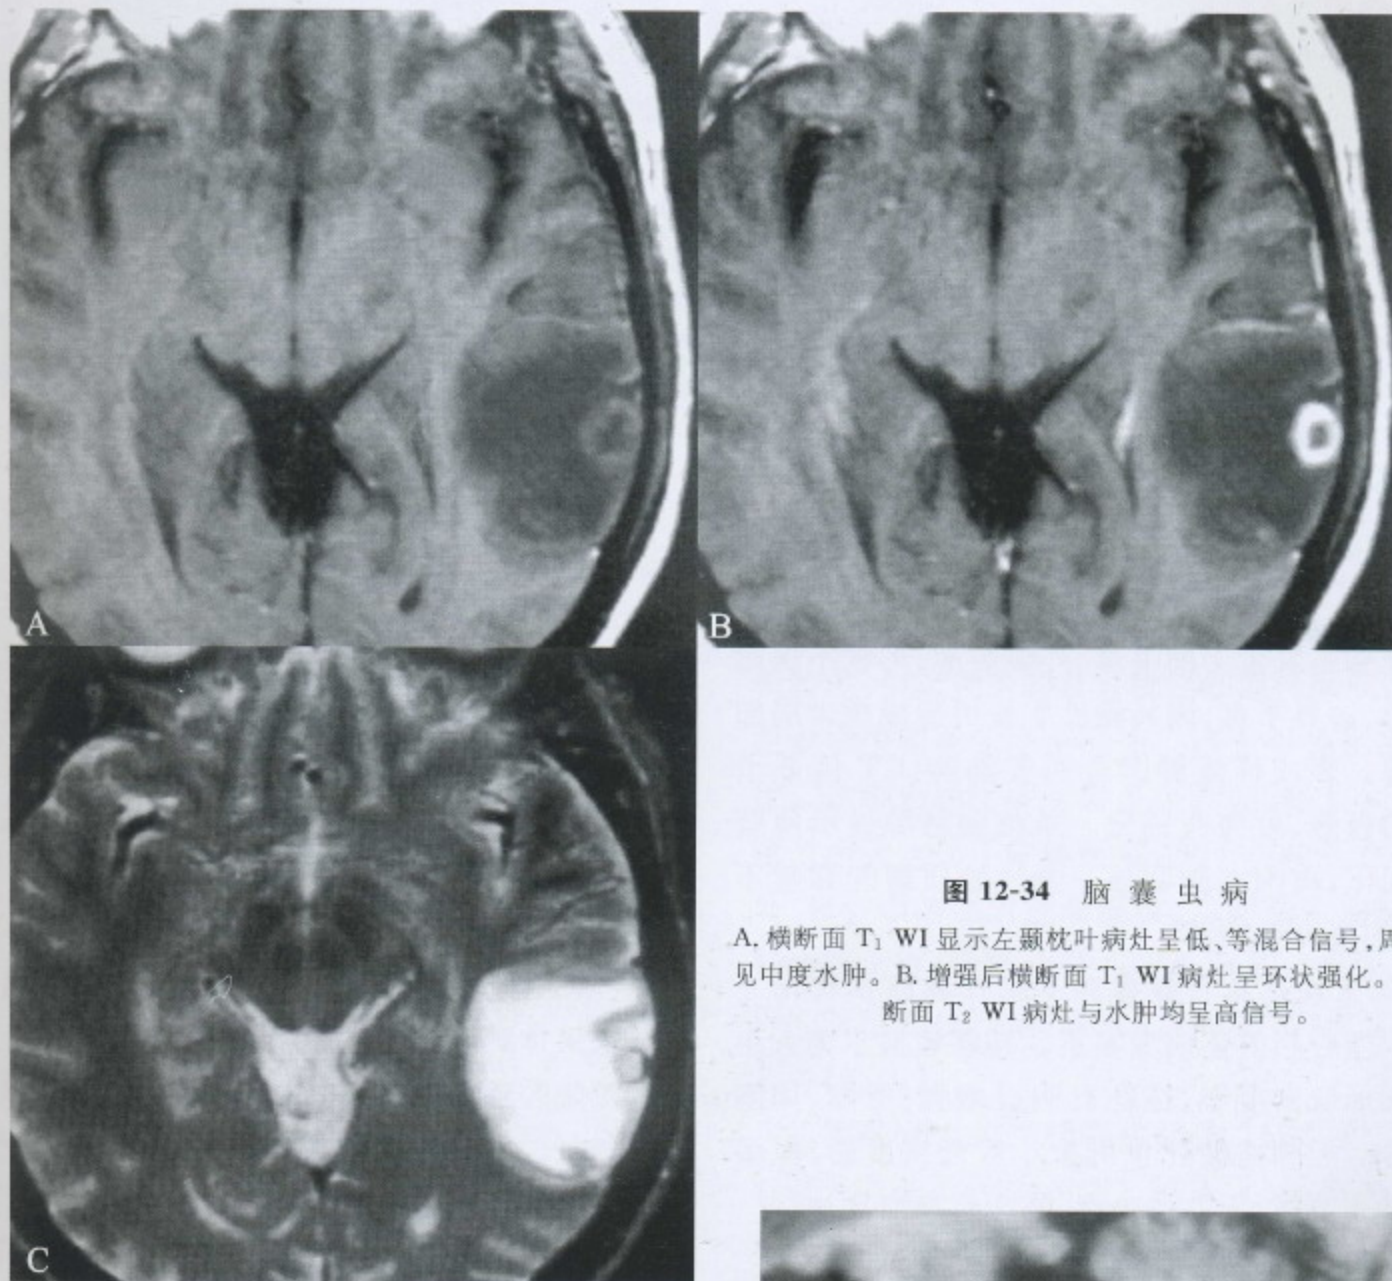 A
B
C
图 12-34 脑 囊 虫 病
A. 横断面 T₁ WI 显示左颞枕叶病灶呈低、等混合信号,周
见中度水肿。B. 增强后横断面 T₁ WI 病灶呈环状强化。
断面 T₂ WI 病灶与水肿均呈高信号。